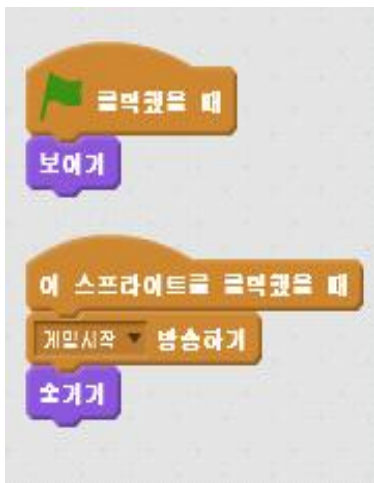 클릭했을 때
보이기
이 스프라이트를 클릭했을 때
게임시작 방송하기
숨기기